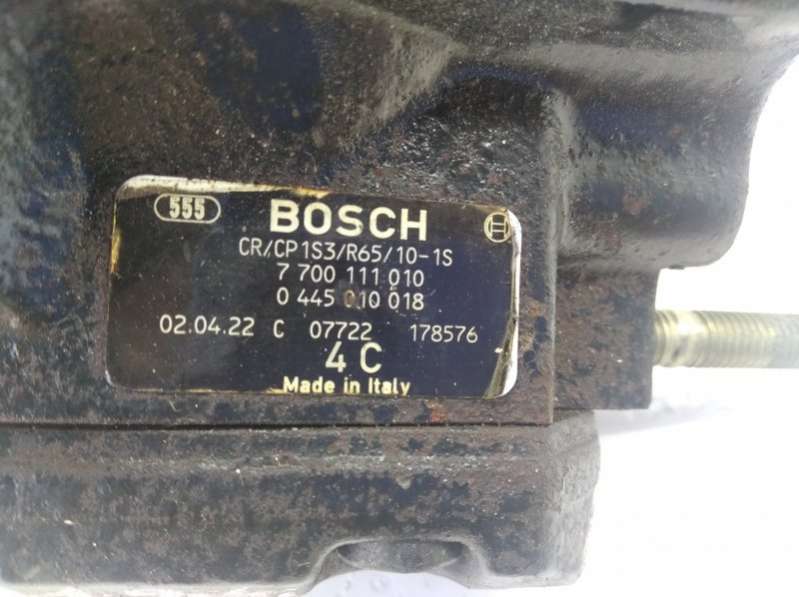 555 BOSCH
CR/CP1S3/R65/10-1S
7 700 111 010
0 445 010 018
02.04.22 C 07722 178576
4 C
Made in Italy